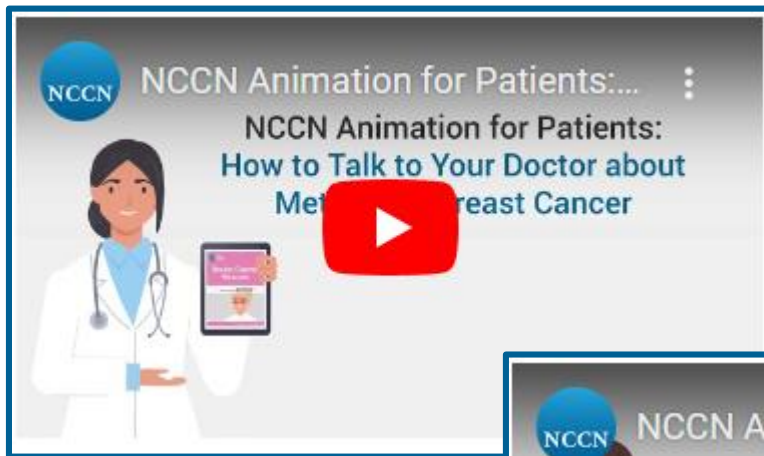 NCCN
NCCN Animation for Patients:...
NCCN Animation for Patients:
How to Talk to Your Doctor about
Breast Cancer
NCCN
NCCN A